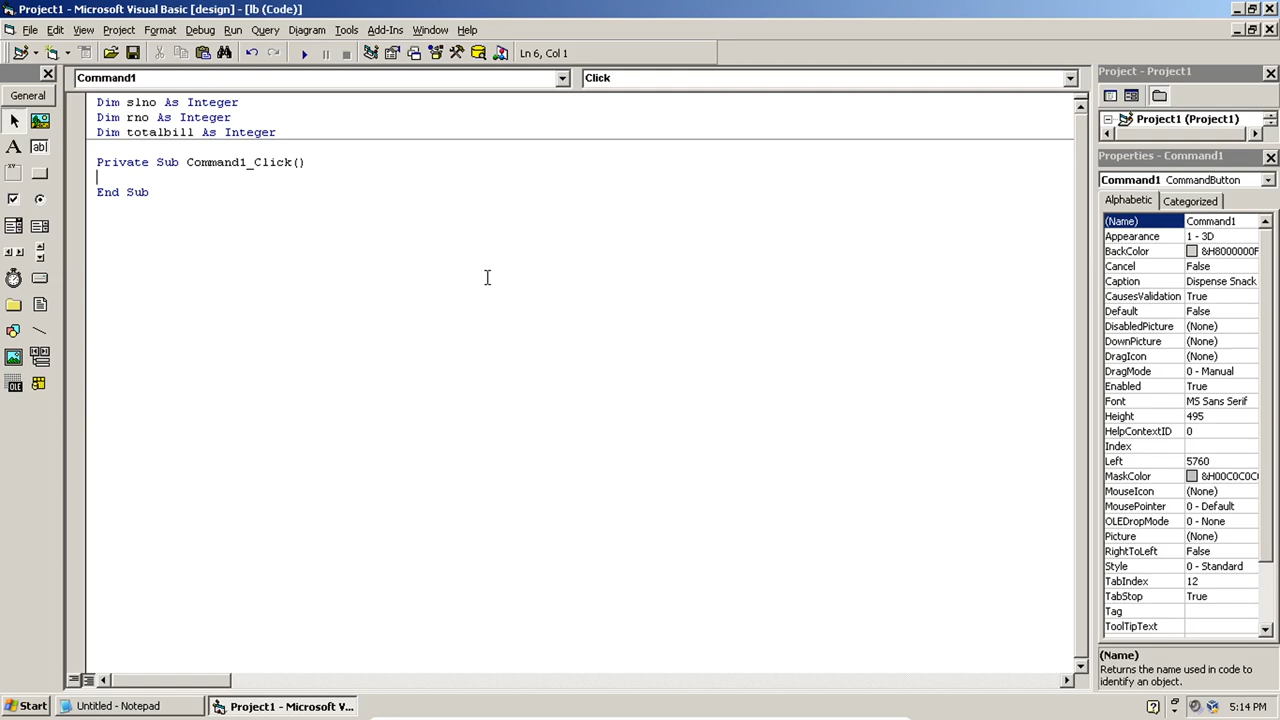 Project1 - Microsoft Visual Basic [design] - [lb (Code)]
File Edit View Project Format Debug Run Query Diagram Tools Add-Ins Window Help
Ln 6, Col 1
General
Command1
Click
Dim slno As Integer
Dim rno As Integer
Dim totalbill As Integer
Private Sub Command1_Click()
End Sub
Project - Project1
Project1 (Project1)
Properties - Command1
Command1 CommandButton
Alphabetic Categorized
(Name) Command1
Appearance 1 - 3D
BackColor &H8000000F
Cancel False
Caption Dispense Snack
CausesValidation True
Default False
DisabledPicture (None)
DownPicture (None)
DragIcon (None)
DragMode 0 - Manual
Enabled True
Font MS Sans Serif
Height 495
HelpContextID 0
Index
Left 5760
MaskColor &H00C0C0C0
MouseIcon (None)
MousePointer 0 - Default
OLEDropMode 0 - None
Picture (None)
RightToLeft False
Style 0 - Standard
TabIndex 12
TabStop True
Tag
ToolTipText
(Name)
Returns the name used in code to
identify an object.
A ab|
xy
OLE
Start
Untitled - Notepad
Project1 - Microsoft V...
5:14 PM